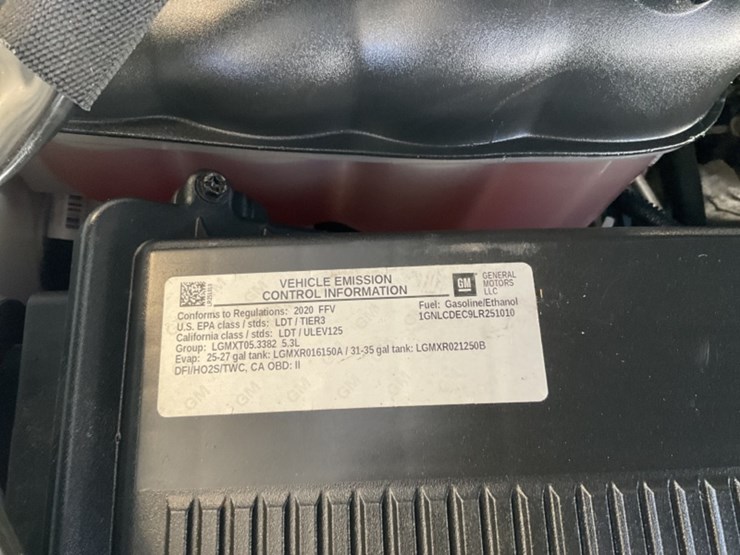 VEHICLE EMISSION
CONTROL INFORMATION
GM GENERAL
MOTORS
LLC
Conforms to Regulations: 2020 FFV
Fuel: Gasoline/Ethanol
U.S. EPA class / stds: LDT / TIER3
1GNLCDEC9LR251010
California class / stds: LDT / ULEV125
Group: LGMXT05.3382 5.3L
Evap: 25-27 gal tank: LGMXR016150A / 31-35 gal tank: LGMXR021250B
DFI/HO2S/TWC, CA OBD: II